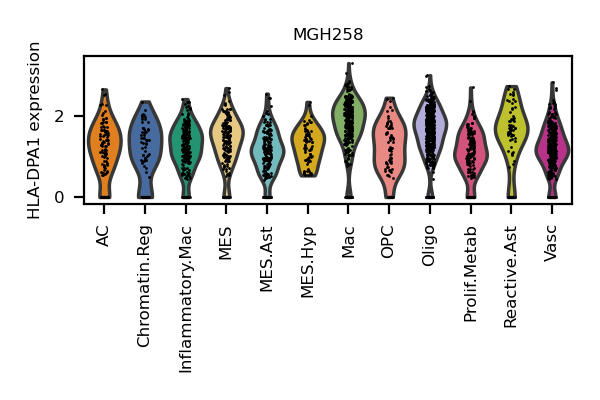 MGH258
HLA-DPA1 expression
2
0
AC
Chromatin.Reg
Inflammatory.Mac
MES
MES.Ast
MES.Hyp
Mac
OPC
Oligo
Prolif.Metab
Reactive.Ast
Vasc